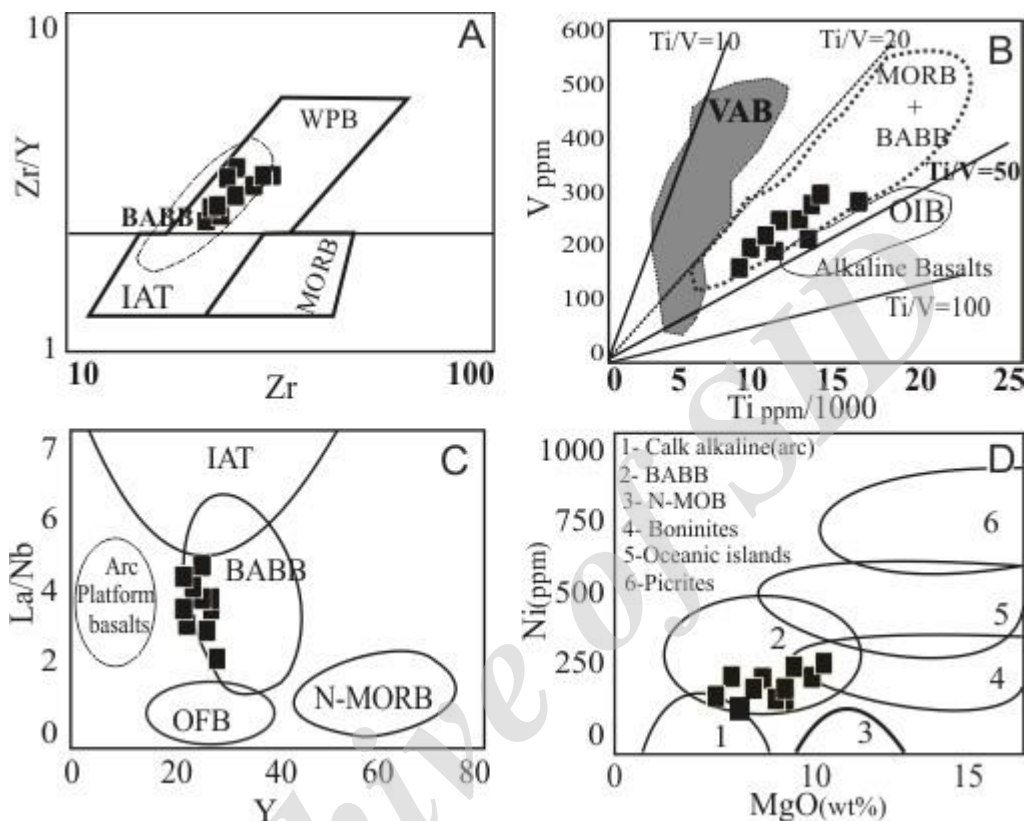 10
A
WPB
Zr/Y
BABB
IAT
MORB
1
10
Zr
100
600
Ti/V=10
Ti/V=20
B
500
VAB
MORB
+
BABB
400
V ppm
300
Ti/V=50
OIB
200
Alkaline Basalts
100
Ti/V=100
0
0
5
10
15
20
25
Ti ppm/1000
7
IAT
C
6
La/Nb
BABB
Arc
Platform
basalts
4
2
N-MORB
OFB
0
0
20
40
60
80
Y
1000
1- Calk alkaline(arc)
D
2- BABB
3- N-MOB
4- Boninites
5-Oceanic islands
6-Picrites
750
6
Ni(ppm)
500
5
2
250
4
1
3
0
0
10
15
MgO(wt%)
hive of SID